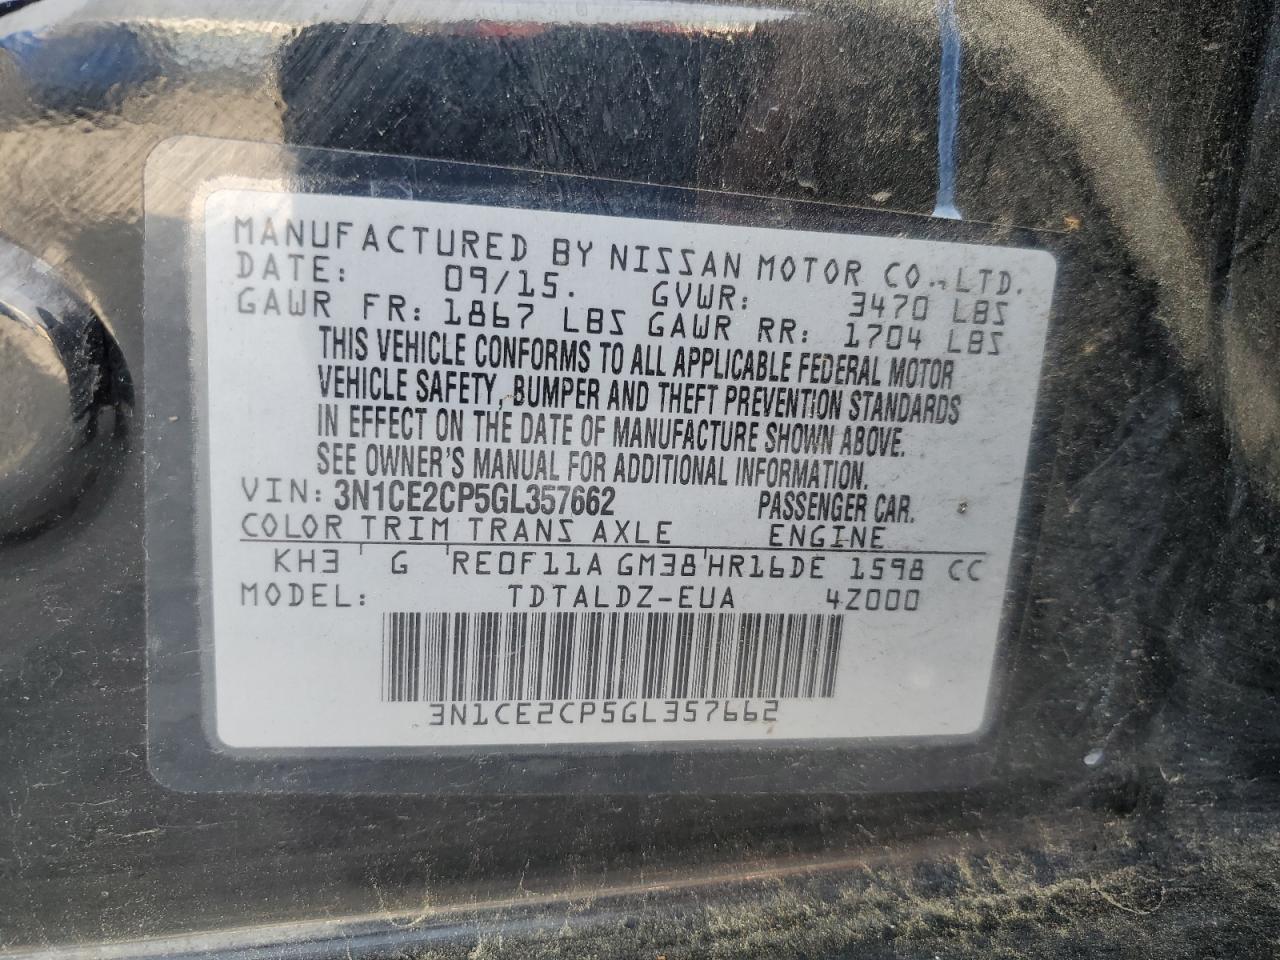 MANUFACTURED BY NISSAN MOTOR CO., LTD.
DATE: 09/15. GVWR: 3470 LBS
GAWR FR: 1867 LBS GAWR RR: 1704 LBS
THIS VEHICLE CONFORMS TO ALL APPLICABLE FEDERAL MOTOR
VEHICLE SAFETY, BUMPER AND THEFT PREVENTION STANDARDS
IN EFFECT ON THE DATE OF MANUFACTURE SHOWN ABOVE.
SEE OWNER'S MANUAL FOR ADDITIONAL INFORMATION.
VIN: 3N1CE2CP5GL357662 PASSENGER CAR.
COLOR TRIM TRANS AXLE ENGINE
KH3 G RE0F11A GM38 HR16DE 1598 CC
MODEL: TDTALDZ-EUA 4Z000
3N1CE2CP5GL357662